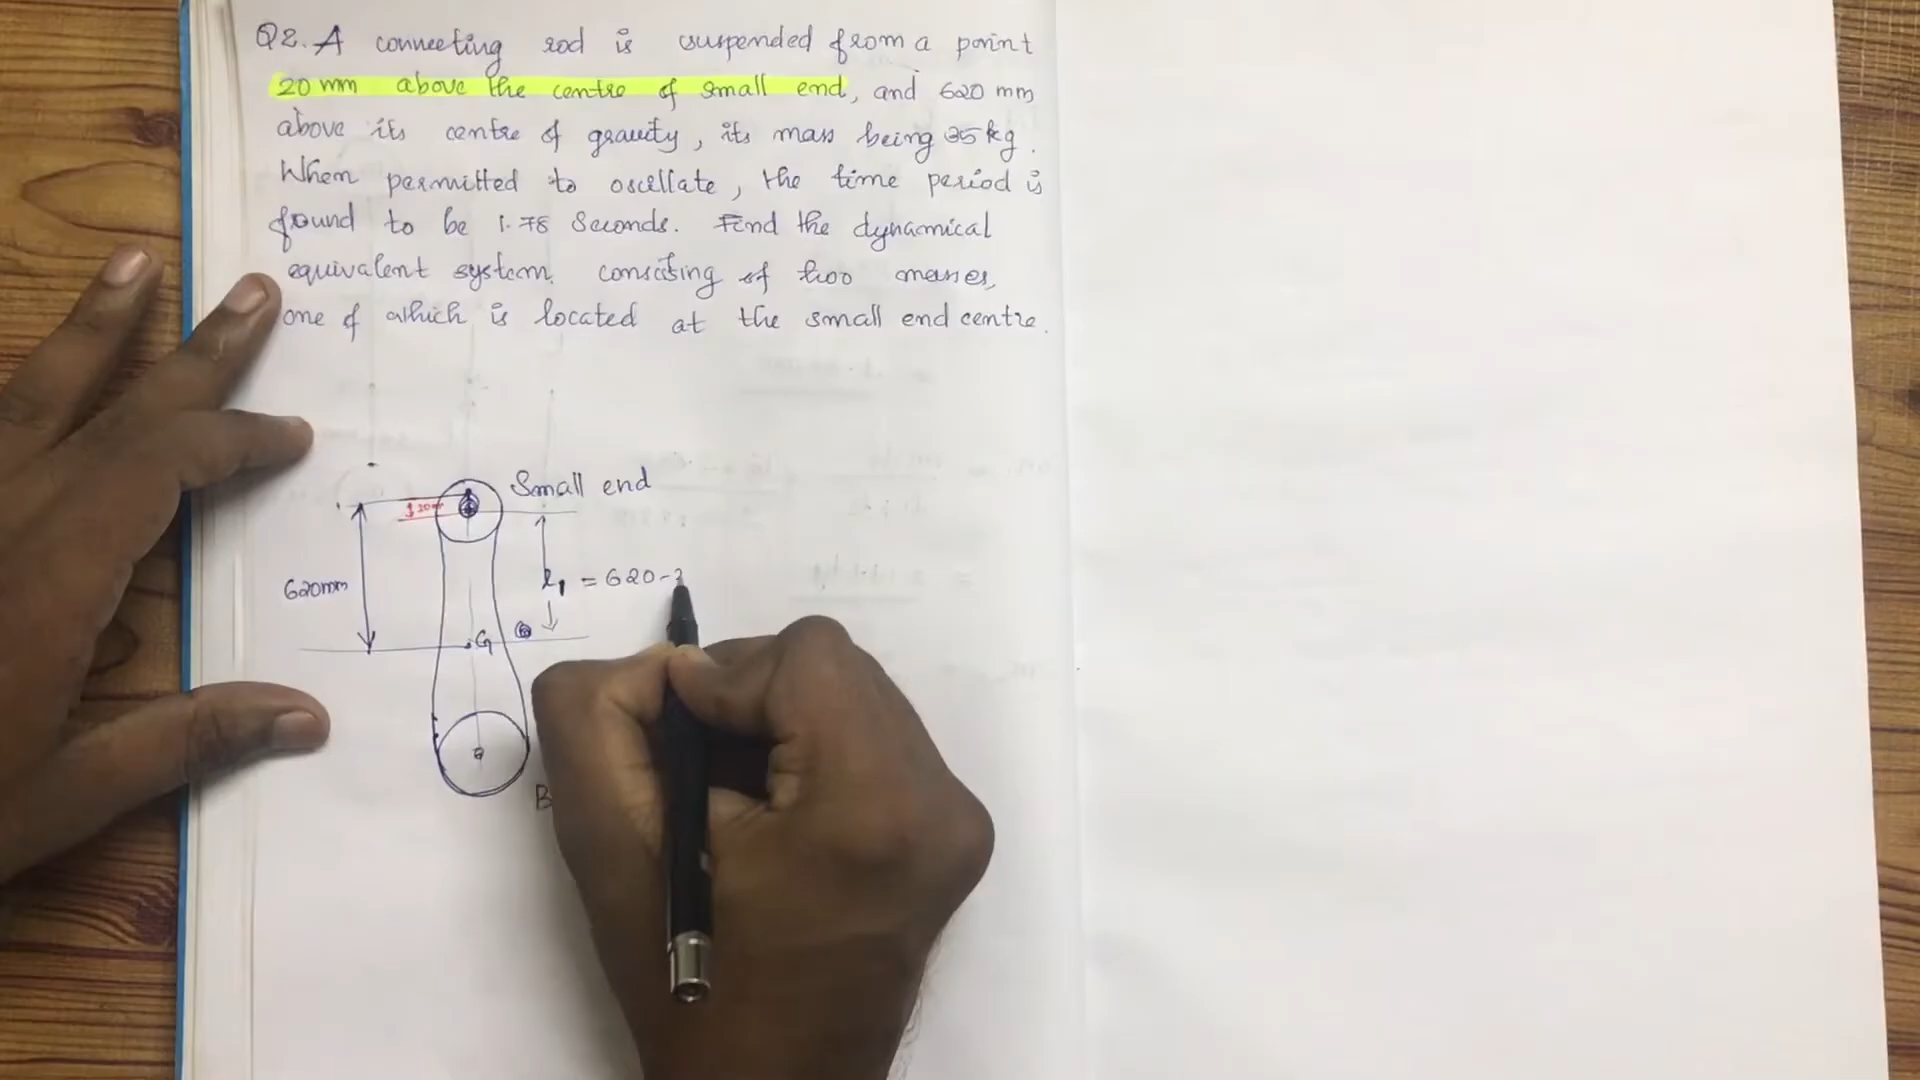 Q2. A connecting rod is suspended from a point
20 mm above the centre of small end, and 620 mm
above its centre of gravity, its mass being 35 kg.
When permitted to oscillate, the time period is
found to be 1.78 seconds. Find the dynamical
equivalent system consisting of two masses,
one of which is located at the small end centre.
Small end
20m
620mm
l1 = 620-
G
B